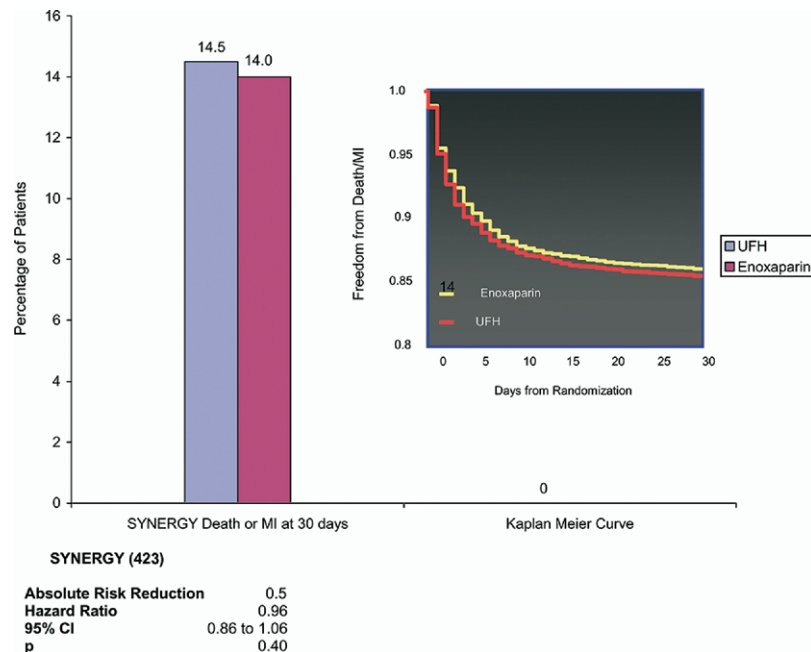 16
14
12
10
8
6
4
2
0
Percentage of Patients
14.5
14.0
SYNERGY Death or MI at 30 days
1.0
0.95
0.9
0.85
0.8
Freedom from Death/MI
14
Enoxaparin
UFH
0 5 10 15 20 25 30
Days from Randomization
0
Kaplan Meier Curve
UFH
Enoxaparin
SYNERGY (423)
Absolute Risk Reduction 0.5
Hazard Ratio 0.96
95% CI 0.86 to 1.06
p 0.40